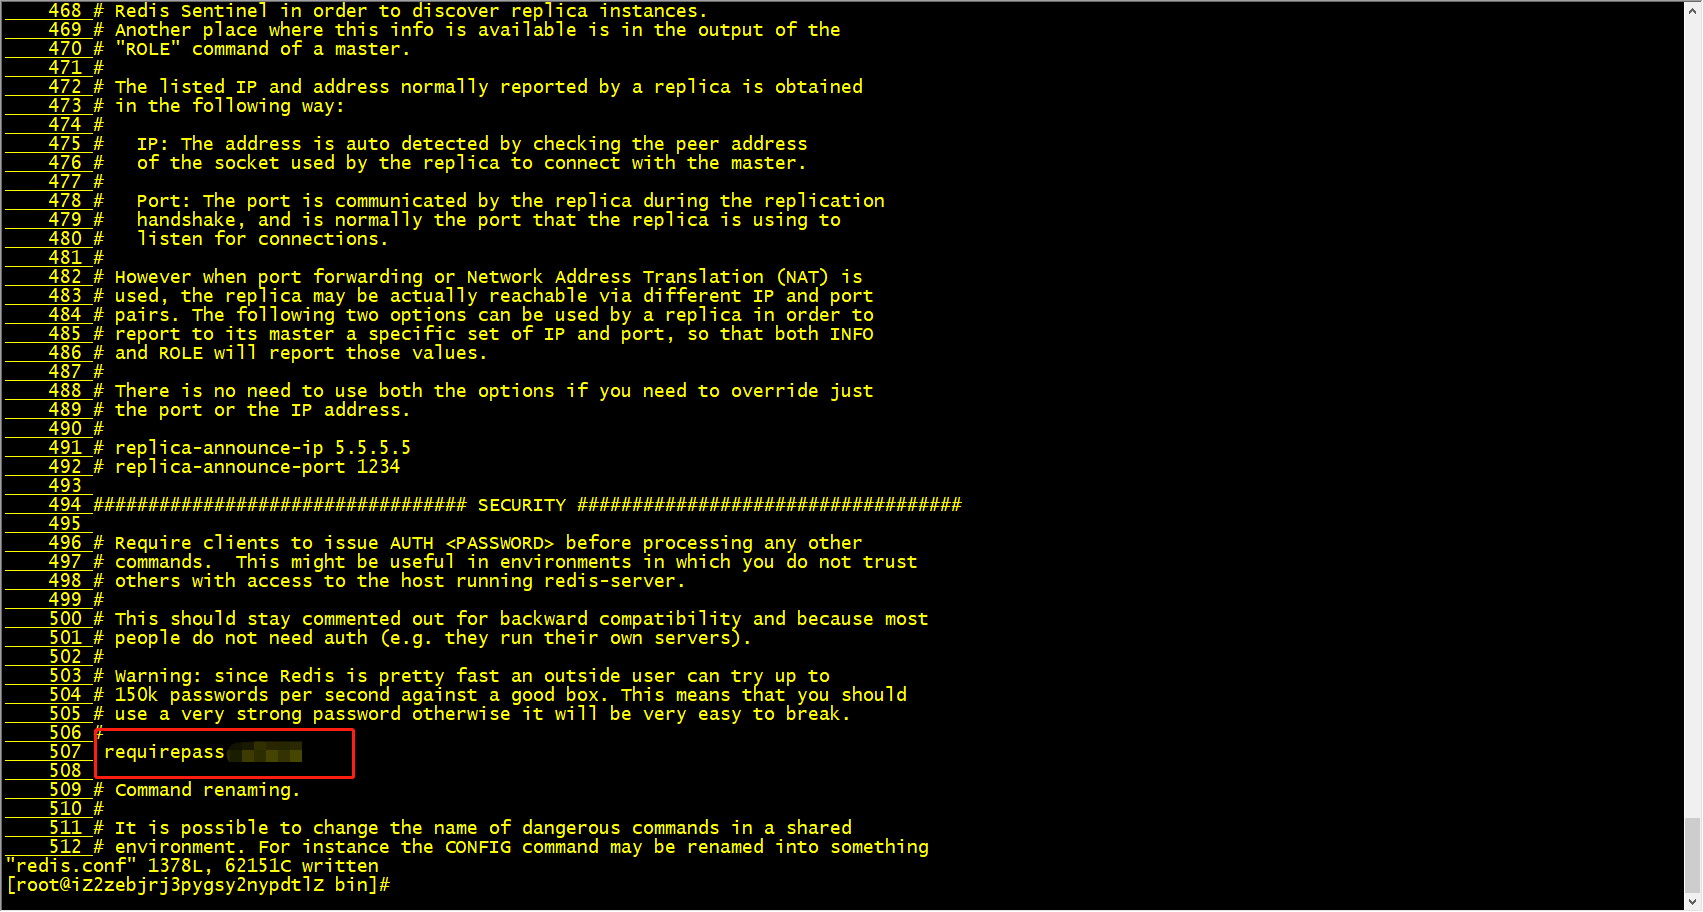 468 # Redis Sentinel in order to discover replica instances.
469 # Another place where this info is available is in the output of the
470 # "ROLE" command of a master.
471 #
472 # The listed IP and address normally reported by a replica is obtained
473 # in the following way:
474 #
475 #   IP: The address is auto detected by checking the peer address
476 #   of the socket used by the replica to connect with the master.
477 #
478 #   Port: The port is communicated by the replica during the replication
479 #   handshake, and is normally the port that the replica is using to
480 #   listen for connections.
481 #
482 # However when port forwarding or Network Address Translation (NAT) is
483 # used, the replica may be actually reachable via different IP and port
484 # pairs. The following two options can be used by a replica in order to
485 # report to its master a specific set of IP and port, so that both INFO
486 # and ROLE will report those values.
487 #
488 # There is no need to use both the options if you need to override just
489 # the port or the IP address.
490 #
491 # replica-announce-ip 5.5.5.5
492 # replica-announce-port 1234
493
494 ################################## SECURITY ###################################
495
496 # Require clients to issue AUTH <PASSWORD> before processing any other
497 # commands.  This might be useful in environments in which you do not trust
498 # others with access to the host running redis-server.
499 #
500 # This should stay commented out for backward compatibility and because most
501 # people do not need auth (e.g. they run their own servers).
502 #
503 # Warning: since Redis is pretty fast an outside user can try up to
504 # 150k passwords per second against a good box. This means that you should
505 # use a very strong password otherwise it will be very easy to break.
506 #
507  requirepass
508
509 # Command renaming.
510 #
511 # It is possible to change the name of dangerous commands in a shared
512 # environment. For instance the CONFIG command may be renamed into something
"redis.conf" 1378L, 62151C written
[root@iZ2zebjrj3pygsy2nypdtlZ bin]#